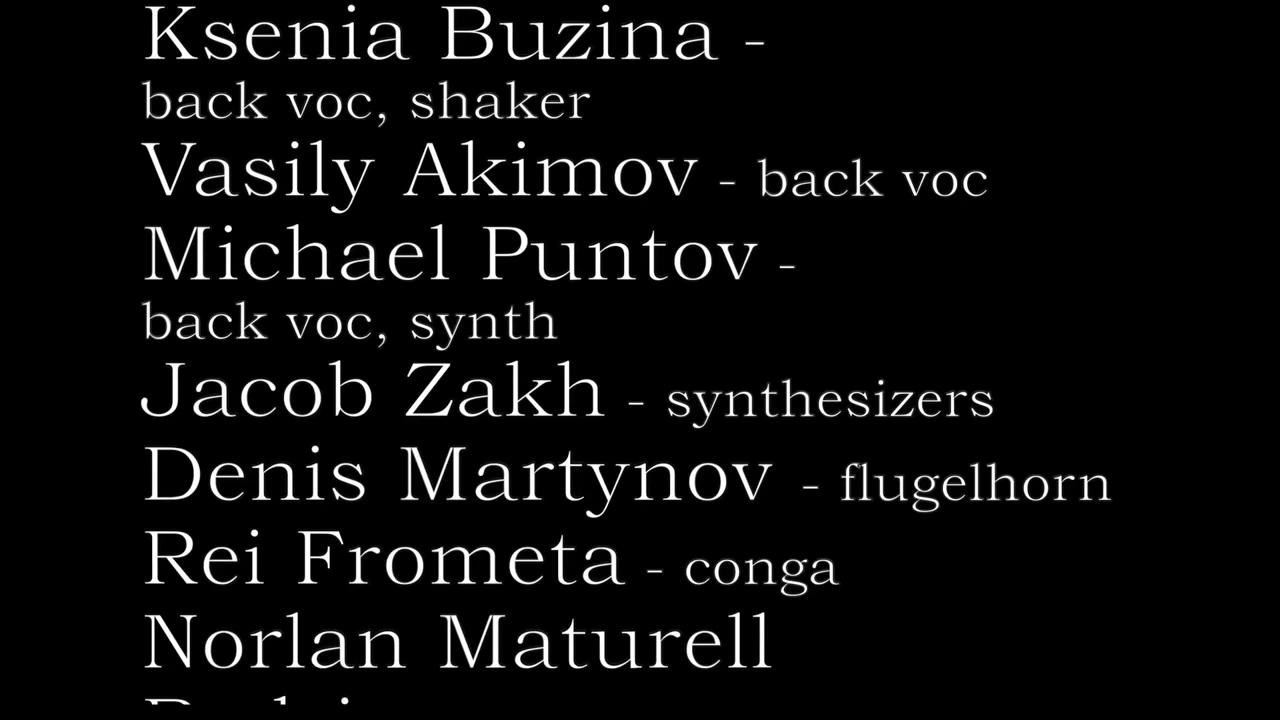 Ksenia Buzina -
back voc, shaker
Vasily Akimov - back voc
Michael Puntov -
back voc, synth
Jacob Zakh - synthesizers
Denis Martynov - flugelhorn
Rei Frometa - conga
Norlan Maturell